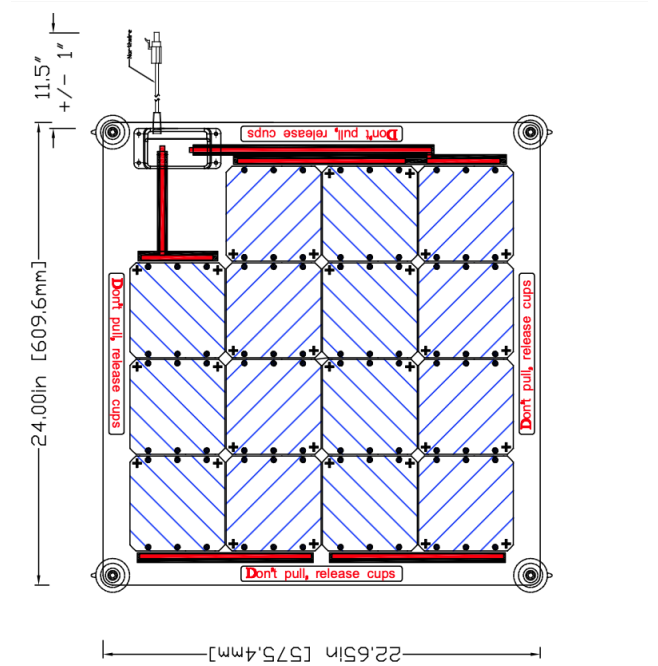 Northwire
11.5"
+/- 1"
Don't pull, release cups
Don't pull, release cups
Don't pull, release cups
24.00in [609.6mm]
Don't pull, release cups
22.65in [575.4mm]